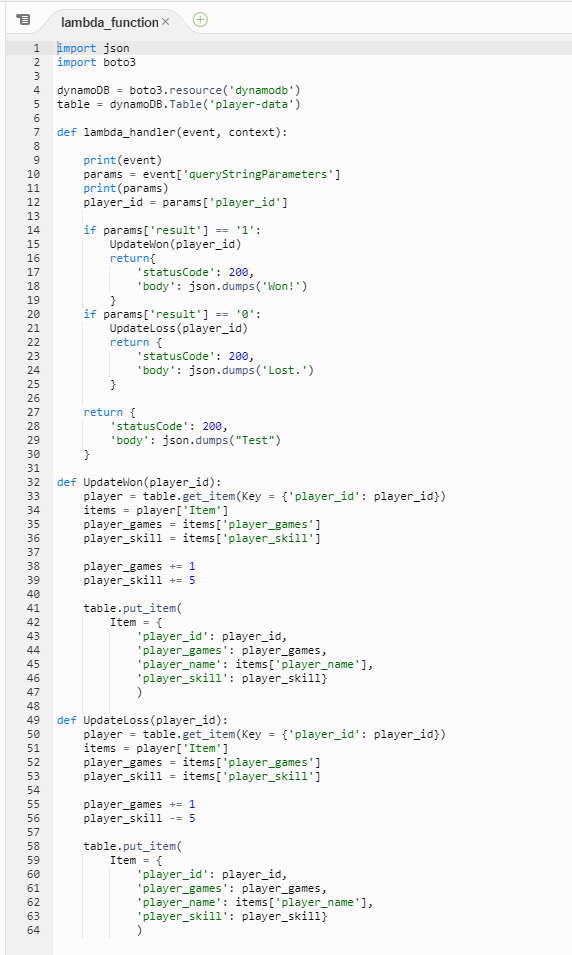 lambda_function ×
1 import json
2 import boto3
3
4 dynamoDB = boto3.resource('dynamodb')
5 table = dynamoDB.Table('player-data')
6
7 def lambda_handler(event, context):
8
9     print(event)
10     params = event['queryStringParameters']
11     print(params)
12     player_id = params['player_id']
13
14     if params['result'] == '1':
15         UpdateWon(player_id)
16         return{
17             'statusCode': 200,
18             'body': json.dumps('Won!')
19         }
20     if params['result'] == '0':
21         UpdateLoss(player_id)
22         return {
23             'statusCode': 200,
24             'body': json.dumps('Lost.')
25         }
26
27     return {
28         'statusCode': 200,
29         'body': json.dumps("Test")
30     }
31
32 def UpdateWon(player_id):
33     player = table.get_item(Key = {'player_id': player_id})
34     items = player['Item']
35     player_games = items['player_games']
36     player_skill = items['player_skill']
37
38     player_games += 1
39     player_skill += 5
40
41     table.put_item(
42         Item = {
43             'player_id': player_id,
44             'player_games': player_games,
45             'player_name': items['player_name'],
46             'player_skill': player_skill}
47             )
48
49 def UpdateLoss(player_id):
50     player = table.get_item(Key = {'player_id': player_id})
51     items = player['Item']
52     player_games = items['player_games']
53     player_skill = items['player_skill']
54
55     player_games += 1
56     player_skill -= 5
57
58     table.put_item(
59         Item = {
60             'player_id': player_id,
61             'player_games': player_games,
62             'player_name': items['player_name'],
63             'player_skill': player_skill}
64             )